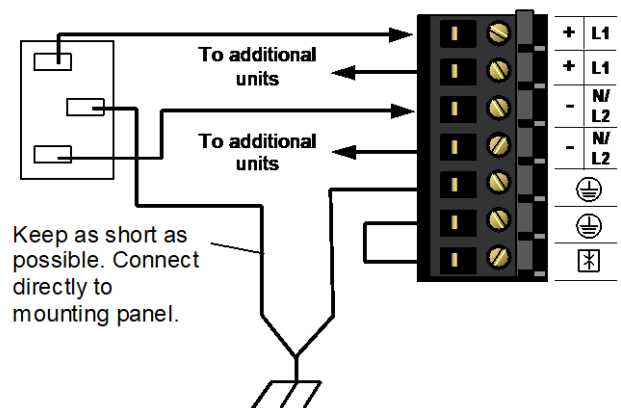 + L1
To additional
units
+ L1
- N/
L2
To additional
units
- N/
L2
Keep as short as
possible. Connect
directly to
mounting panel.